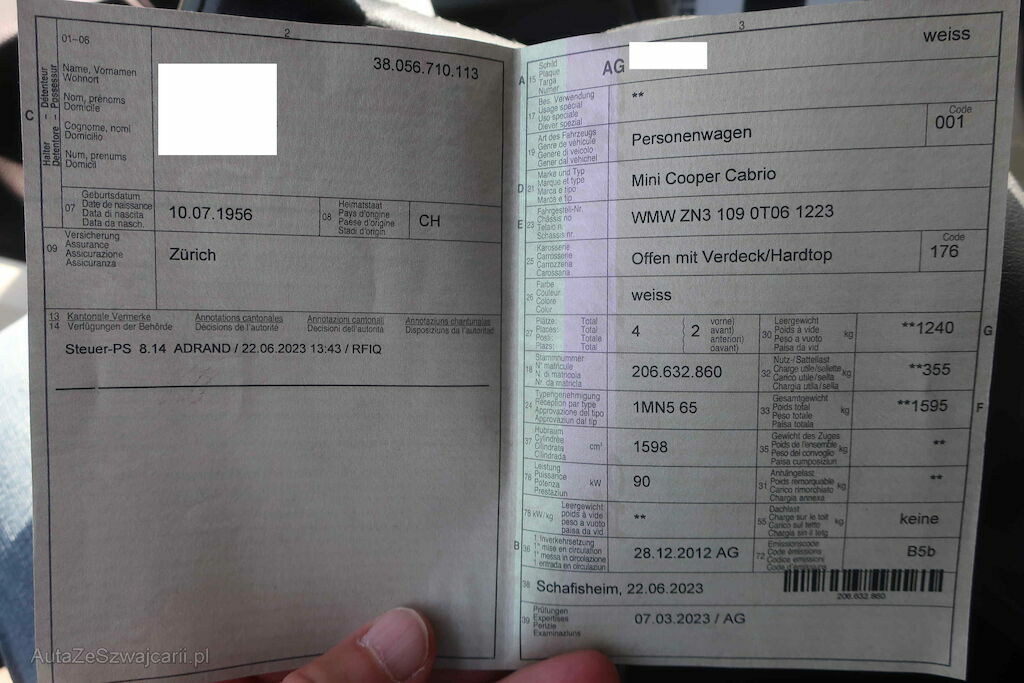 2
01–06
38.056.710.113
C
Halter – Détenteur
Detentore – Possessur
Name, Vornamen
Wohnort
Nom, prénoms
Domicile
Cognome, nomi
Domicilio
Num, prenums
Domicil
07
Geburtsdatum
Date de naissance
Data di nascita
Data da nasch.
10.07.1956
08
Heimatstaat
Pays d'origine
Paese d'origine
Stadi d'origin
CH
09
Versicherung
Assurance
Assicurazione
Assicuranza
Zürich
13 Kantonale Vermerke Annotations cantonales Annotazioni cantonali Annotaziuns chantunalas
14 Verfügungen der Behörde Décisions de l'autorité Decisioni dell'autorità Disposiziuns da l'autoritad
Steuer-PS 8.14 ADRAND / 22.06.2023 13:43 / RFIQ
3
A 15
Schild
Plaque
Targa
Numer
AG
weiss
17
Bes. Verwendung
Usage spécial
Uso speciale
Diever spezial
**
19
Art des Fahrzeugs
Genre de véhicule
Genere di veicolo
Gener dal vehichel
Personenwagen
Code
001
D 21
Marke und Typ
Marque et type
Marca e tipo
Marca e tip
Mini Cooper Cabrio
E 23
Fahrgestell-Nr.
Châssis no
Telaio n.
Schassis nr.
WMW ZN3 109 0T06 1223
25
Karosserie
Carrosserie
Carrozzeria
Carossaria
Offen mit Verdeck/Hardtop
Code
176
26
Farbe
Couleur
Colore
Color
weiss
27
Plätze: Total
Places: Total
Posti: Totale
Plazs: Total
4
2
vorne)
avant)
anteriori)
davant)
30
Leergewicht
Poids à vide
Peso a vuoto
Paisa da vid
kg
**1240
G
18
Stammnummer
N° matricule
N. di matricola
Nr. da matricla
206.632.860
32
Nutz-/Sattellast
Charge utile/sellette
Carico utile/sella
Chargia utila/sella
kg
**355
24
Typengenehmigung
Réception par type
Approvazione del tipo
Approvaziun dal tip
1MN5 65
33
Gesamtgewicht
Poids total
Peso totale
Paisa totala
kg
**1595
F
37
Hubraum
Cylindrée
Cilindrata
Cilindrada
cm³
1598
35
Gewicht des Zuges
Poids de l'ensemble
Peso del convoglio
Paisa cumposiziun
kg
**
76
Leistung
Puissance
Potenza
Prestaziun
kW
90
31
Anhängelast
Poids remorquable
Carico rimorchiato
Chargia annexa
kg
**
78 kW/kg
Leergewicht
poids à vide
peso a vuoto
paisa da vid
**
55
Dachlast
Charge sur le toit
Carico sul tetto
Chargia sin il tetg
kg
keine
B 36
1. Inverkehrsetzung
1re mise en circulation
1a messa in circolazione
1. entrada en circulaziun
28.12.2012 AG
72
Emissionscode
Code émissions
Codice emissioni
B5b
38
Schafisheim, 22.06.2023
206.632.860
39
Prüfungen
Expertises
Perizie
Examinaziuns
07.03.2023 / AG
AutaZeSzwajcarii.pl